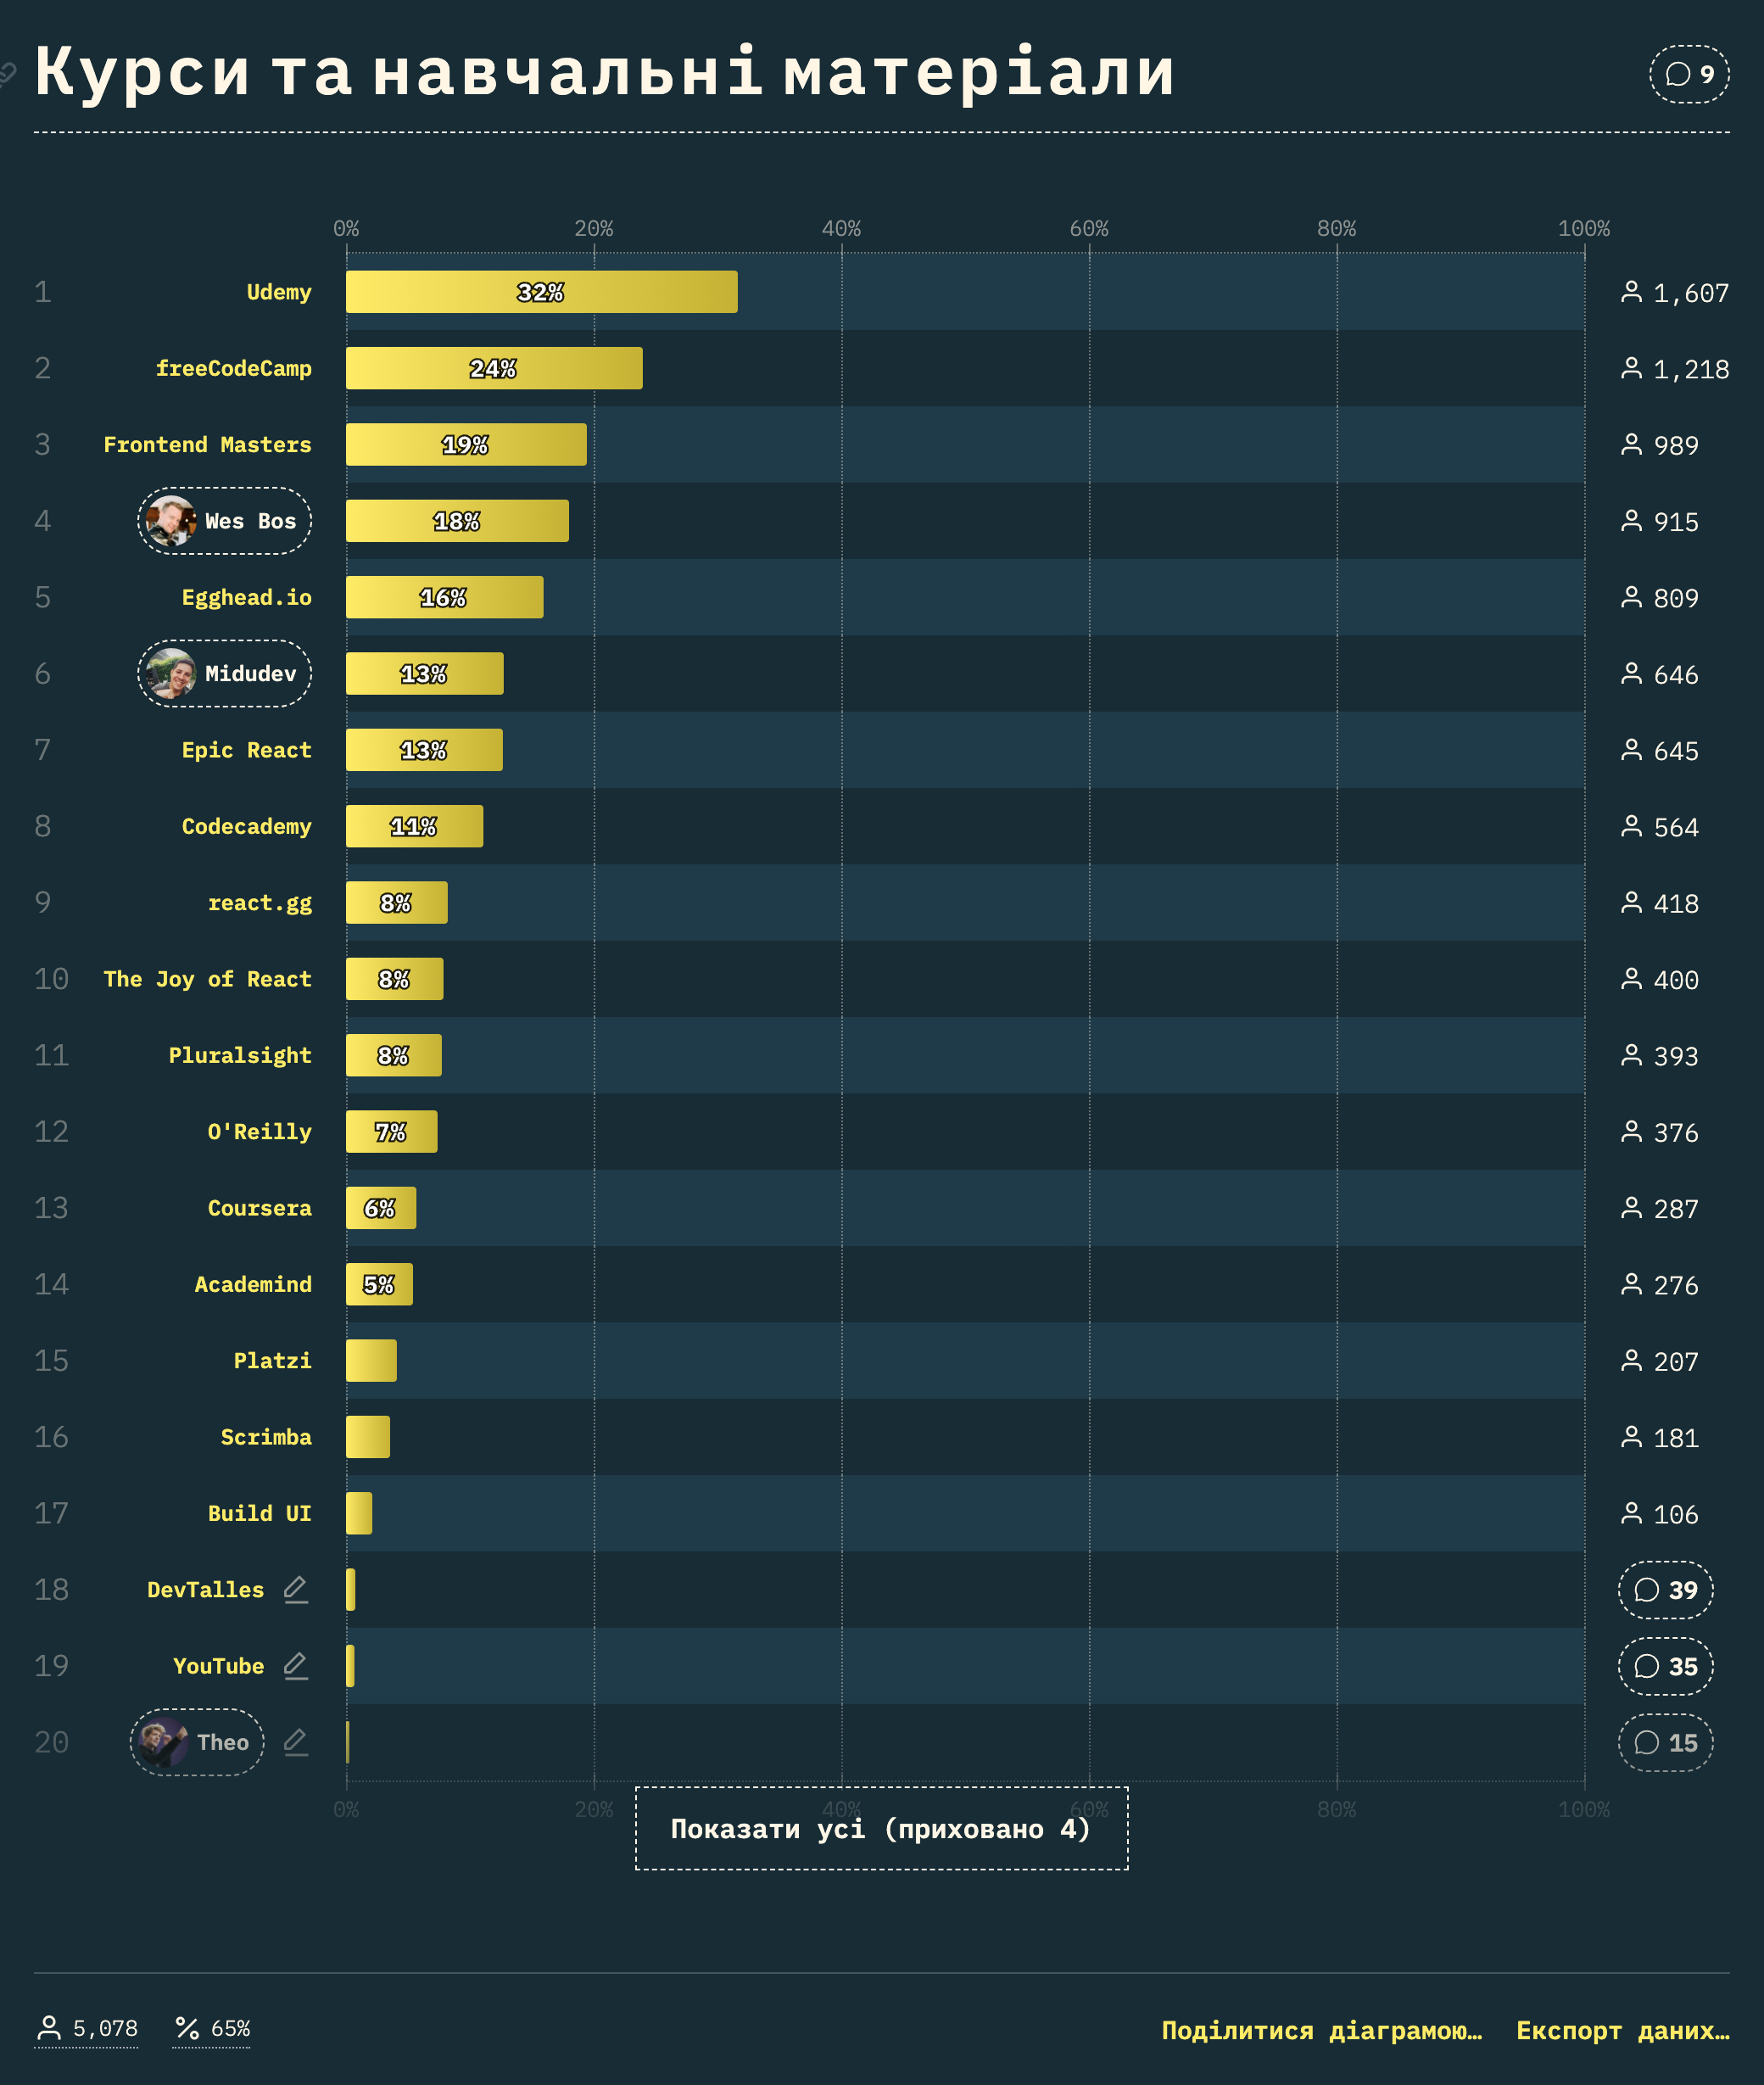 Курси та навчальні матеріали
9
0% 20% 40% 60% 80% 100%
1 Udemy 32% 1,607
2 freeCodeCamp 24% 1,218
3 Frontend Masters 19% 989
4 Wes Bos 18% 915
5 Egghead.io 16% 809
6 Midudev 13% 646
7 Epic React 13% 645
8 Codecademy 11% 564
9 react.gg 8% 418
10 The Joy of React 8% 400
11 Pluralsight 8% 393
12 O'Reilly 7% 376
13 Coursera 6% 287
14 Academind 5% 276
15 Platzi 207
16 Scrimba 181
17 Build UI 106
18 DevTalles 39
19 YouTube 35
20 Theo 15
0% 20% 40% 60% 80% 100%
Показати усі (приховано 4)
5,078 65% Поділитися діаграмою… Експорт даних…